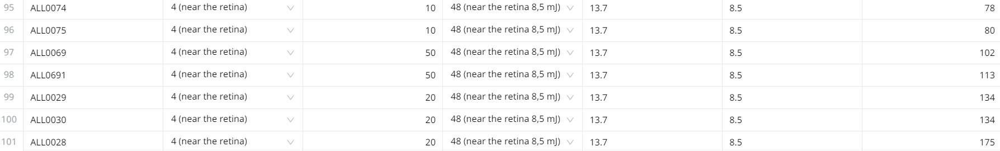 95 ALL0074 4 (near the retina) 10 48 (near the retina 8,5 mJ) 13.7 8.5 78
96 ALL0075 4 (near the retina) 10 48 (near the retina 8,5 mJ) 13.7 8.5 80
97 ALL0069 4 (near the retina) 50 48 (near the retina 8,5 mJ) 13.7 8.5 102
98 ALL0691 4 (near the retina) 50 48 (near the retina 8,5 mJ) 13.7 8.5 113
99 ALL0029 4 (near the retina) 20 48 (near the retina 8,5 mJ) 13.7 8.5 134
100 ALL0030 4 (near the retina) 20 48 (near the retina 8,5 mJ) 13.7 8.5 134
101 ALL0028 4 (near the retina) 20 48 (near the retina 8,5 mJ) 13.7 8.5 175